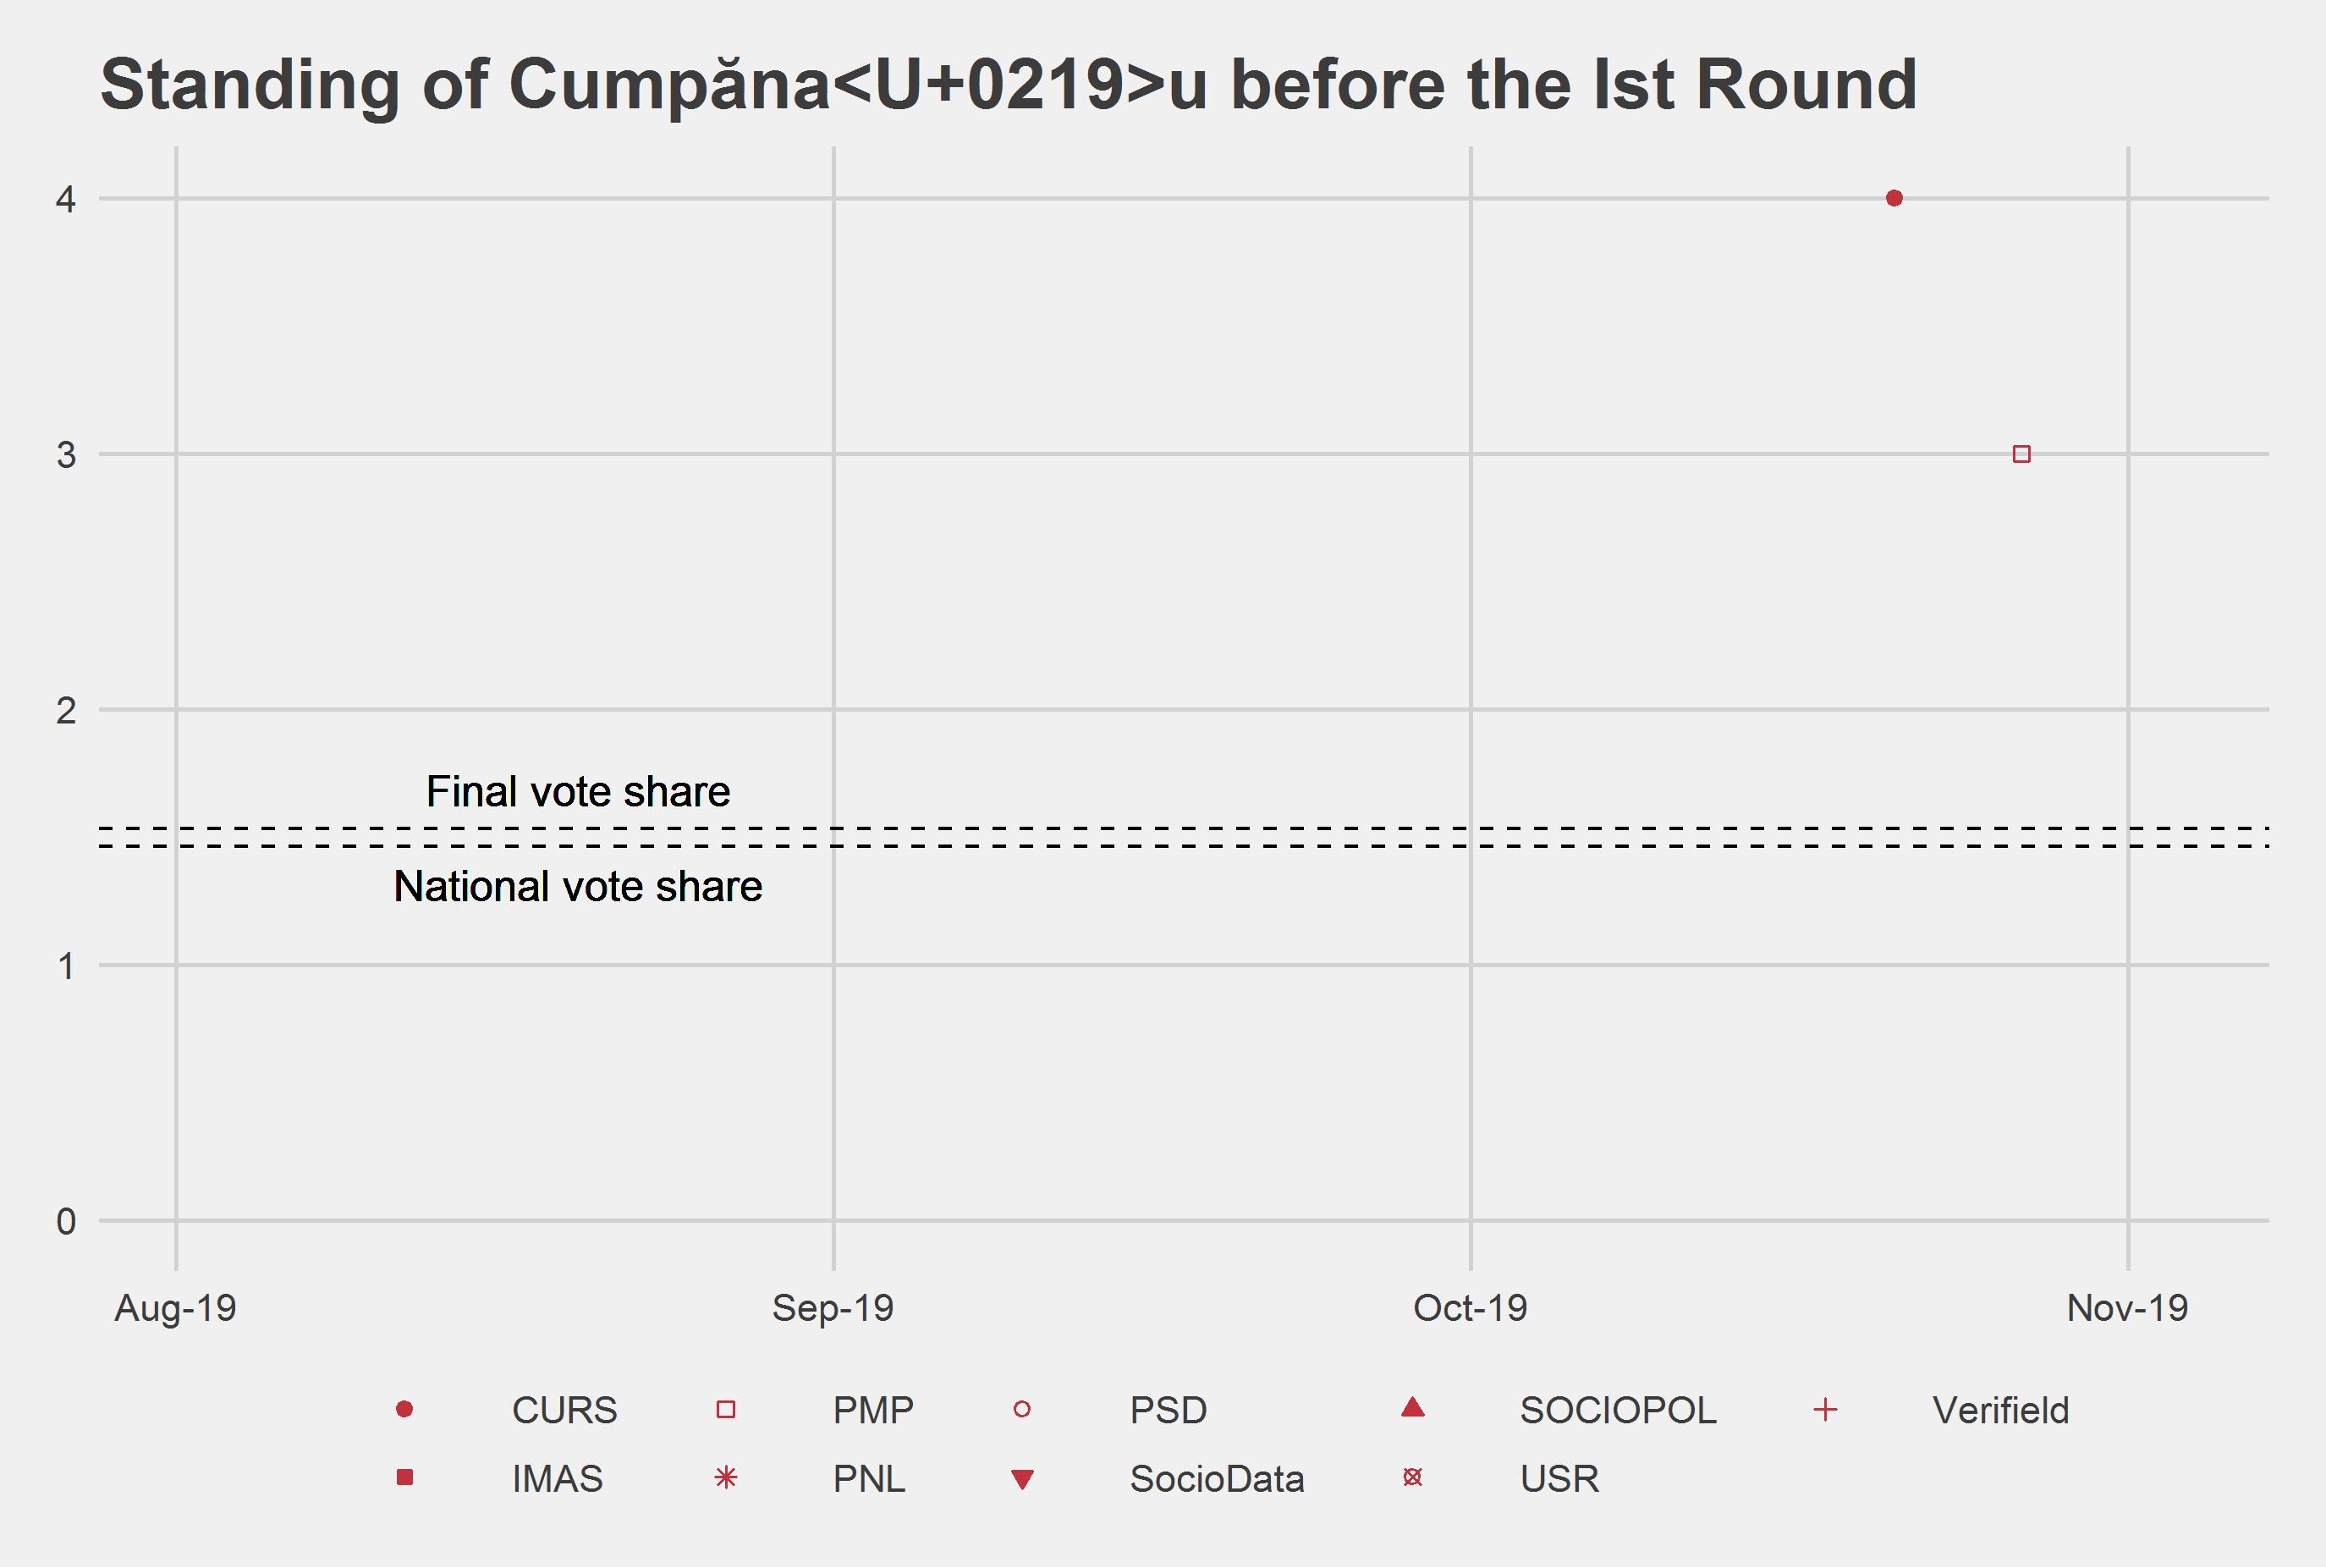 Standing of Cumpăna<U+0219>u before the Ist Round
4
3
2
Final vote share
National vote share
1
0
Aug-19 Sep-19 Oct-19 Nov-19
CURS PMP PSD SOCIOPOL Verifield
IMAS PNL SocioData USR